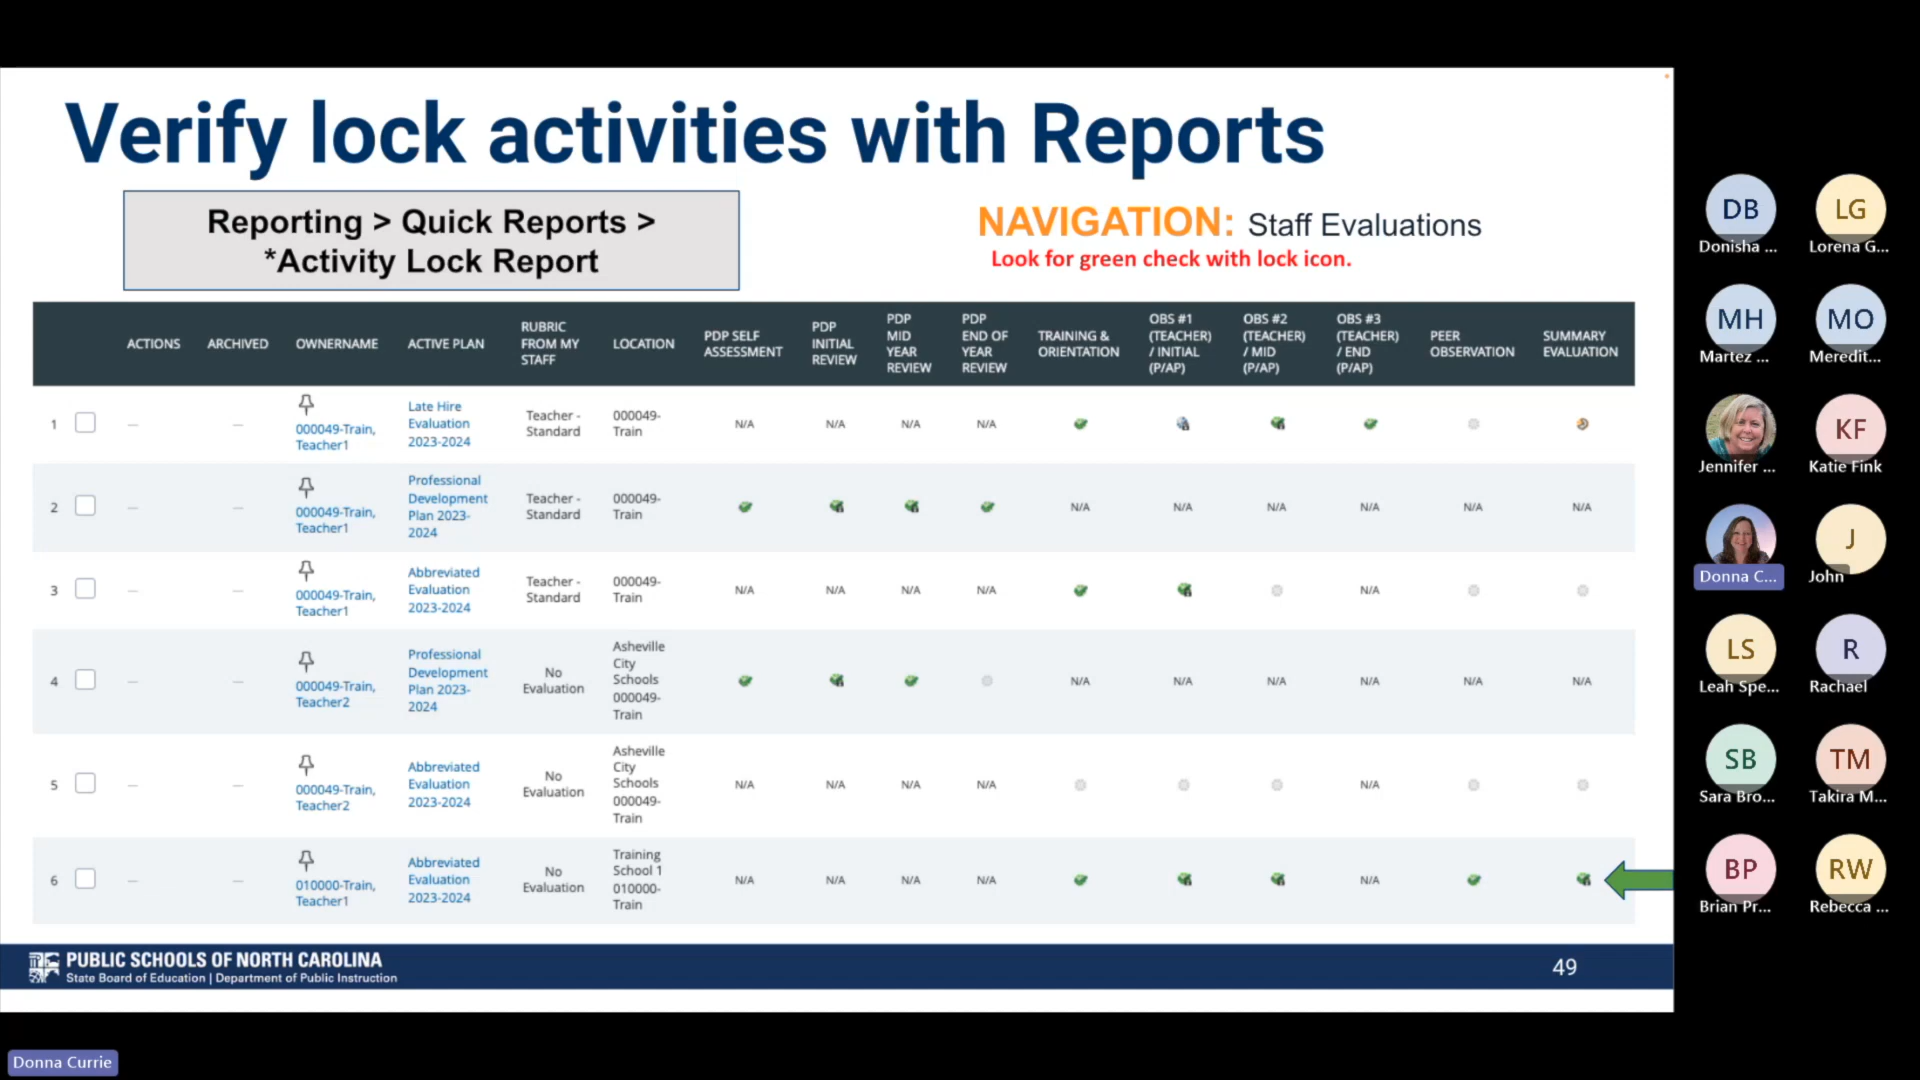 Verify lock activities with Reports
Reporting > Quick Reports >
*Activity Lock Report
NAVIGATION: Staff Evaluations
Look for green check with lock icon.
ACTIONS
ARCHIVED
OWNERNAME
ACTIVE PLAN
RUBRIC
FROM MY
STAFF
LOCATION
PDP SELF
ASSESSMENT
PDP
INITIAL
REVIEW
PDP
MID
YEAR
REVIEW
PDP
END OF
YEAR
REVIEW
TRAINING &
ORIENTATION
OBS #1
(TEACHER)
/ INITIAL
(P/AP)
OBS #2
(TEACHER)
/ MID
(P/AP)
OBS #3
(TEACHER)
/ END
(P/AP)
PEER
OBSERVATION
SUMMARY
EVALUATION
1
—
—
000049-Train,
Teacher1
Late Hire
Evaluation
2023-2024
Teacher -
Standard
000049-
Train
N/A
N/A
N/A
N/A
2
—
—
000049-Train,
Teacher1
Professional
Development
Plan 2023-
2024
Teacher -
Standard
000049-
Train
N/A
N/A
N/A
N/A
N/A
N/A
3
—
—
000049-Train,
Teacher1
Abbreviated
Evaluation
2023-2024
Teacher -
Standard
000049-
Train
N/A
N/A
N/A
N/A
N/A
4
—
—
000049-Train,
Teacher2
Professional
Development
Plan 2023-
2024
No
Evaluation
Asheville
City
Schools
000049-
Train
N/A
N/A
N/A
N/A
N/A
N/A
5
—
—
000049-Train,
Teacher2
Abbreviated
Evaluation
2023-2024
No
Evaluation
Asheville
City
Schools
000049-
Train
N/A
N/A
N/A
N/A
N/A
6
—
—
010000-Train,
Teacher1
Abbreviated
Evaluation
2023-2024
No
Evaluation
Training
School 1
010000-
Train
N/A
N/A
N/A
N/A
N/A
PUBLIC SCHOOLS OF NORTH CAROLINA
State Board of Education | Department of Public Instruction
49
DB
Donisha ...
LG
Lorena G...
MH
Martez ...
MO
Meredit...
Jennifer ...
KF
Katie Fink
Donna C...
J
John
LS
Leah Spe...
R
Rachael
SB
Sara Bro...
TM
Takira M...
BP
Brian Pr...
RW
Rebecca ...
Donna Currie